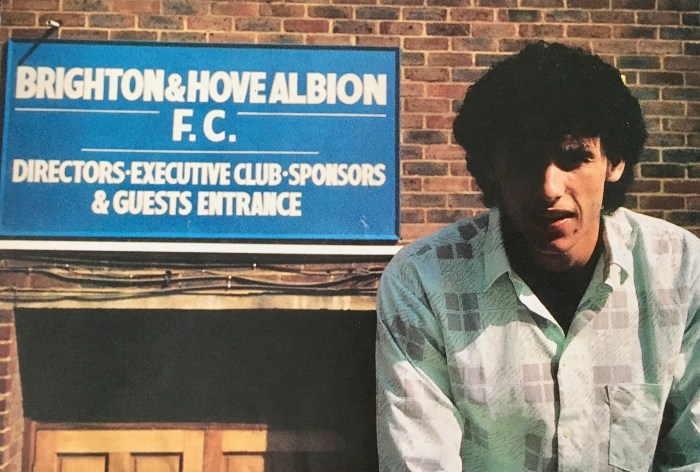 BRIGHTON & HOVE ALBION
F.C.
DIRECTORS·EXECUTIVE CLUB·SPONSORS
& GUESTS ENTRANCE